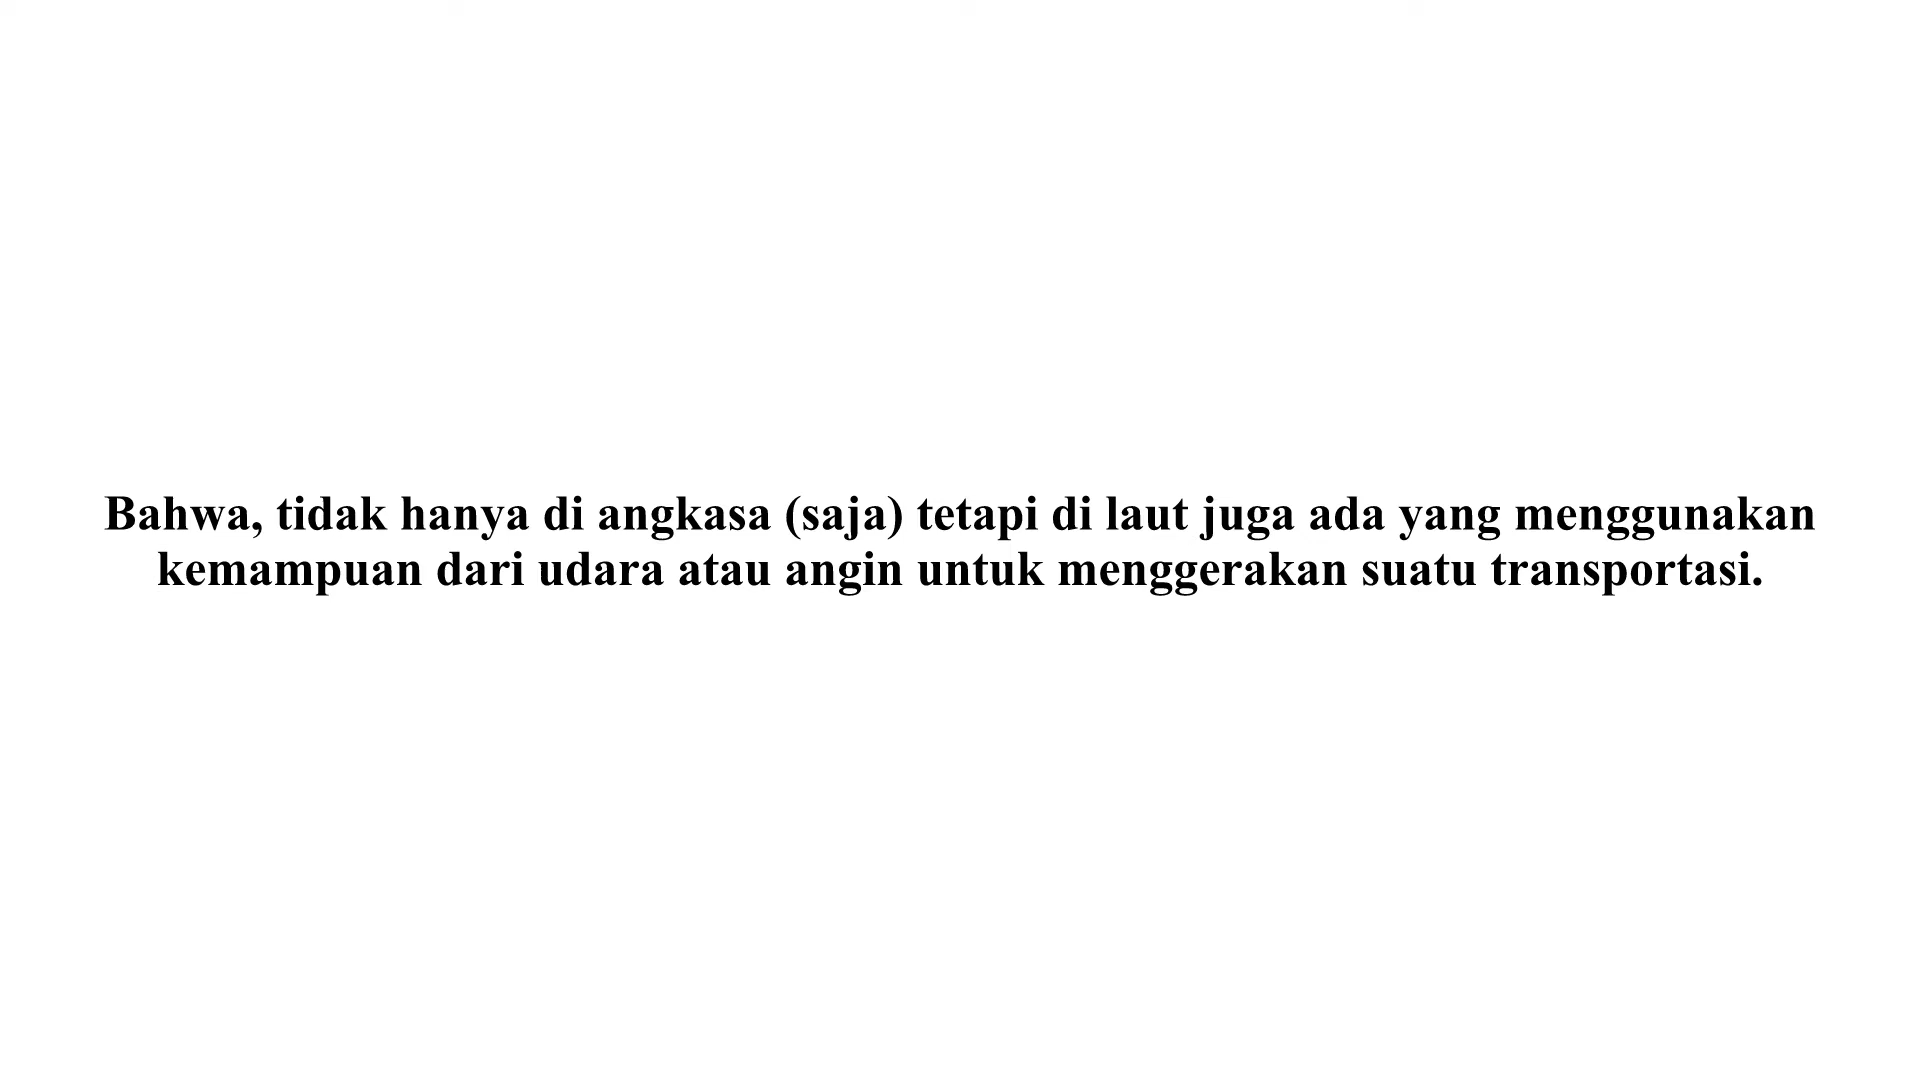 Bahwa, tidak hanya di angkasa (saja) tetapi di laut juga ada yang menggunakan
kemampuan dari udara atau angin untuk menggerakan suatu transportasi.